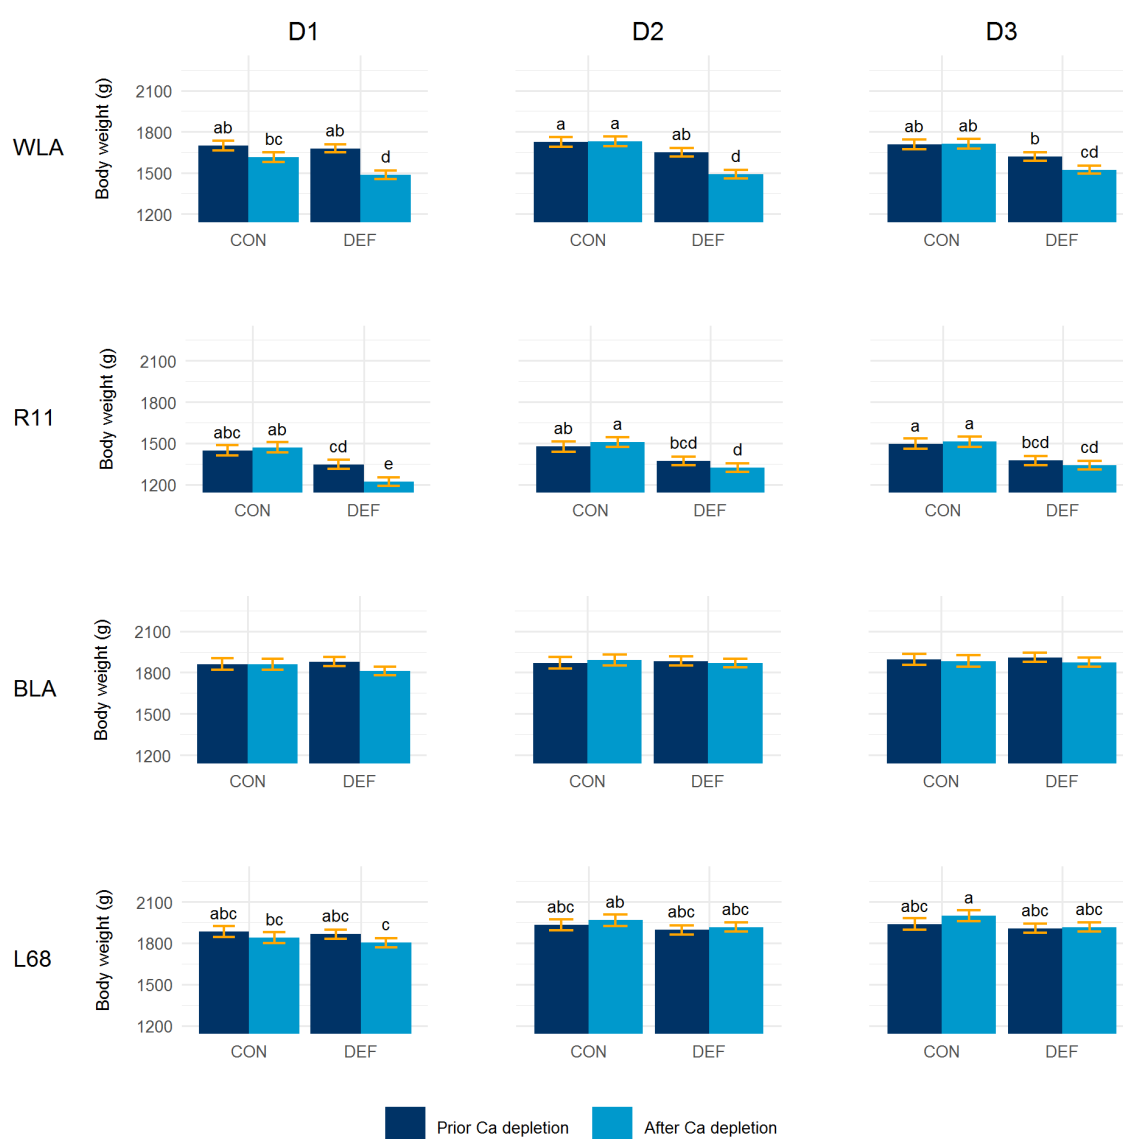 D1 D2 D3
WLA
Body weight (g)
2100
1800
1500
1200
ab bc ab d
a a ab d
ab ab b cd
CON DEF CON DEF CON DEF
R11
Body weight (g)
2100
1800
1500
1200
abc ab cd e
ab a bcd d
a a bcd cd
CON DEF CON DEF CON DEF
BLA
Body weight (g)
2100
1800
1500
1200
CON DEF CON DEF CON DEF
L68
Body weight (g)
2100
1800
1500
1200
abc bc abc c
abc ab abc abc
abc a abc abc
CON DEF CON DEF CON DEF
Prior Ca depletion After Ca depletion